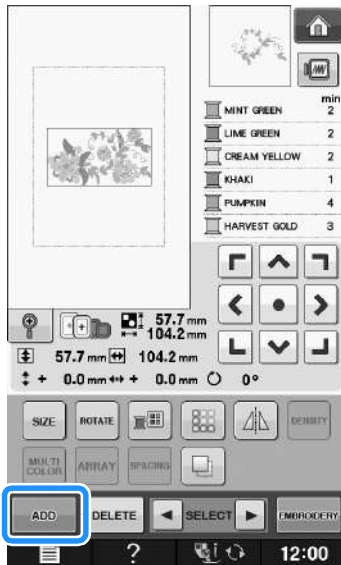 min
MINT GREEN 2
LIME GREEN 2
CREAM YELLOW 2
KHAKI 1
PUMPKIN 4
HARVEST GOLD 3
57.7 mm
104.2 mm
57.7 mm 104.2 mm
+ 0.0 mm + 0.0 mm 0°
SIZE ROTATE DENSITY
MULTI COLOR ARRAY SPACING
ADD DELETE SELECT EMBROIDERY
? i 12:00